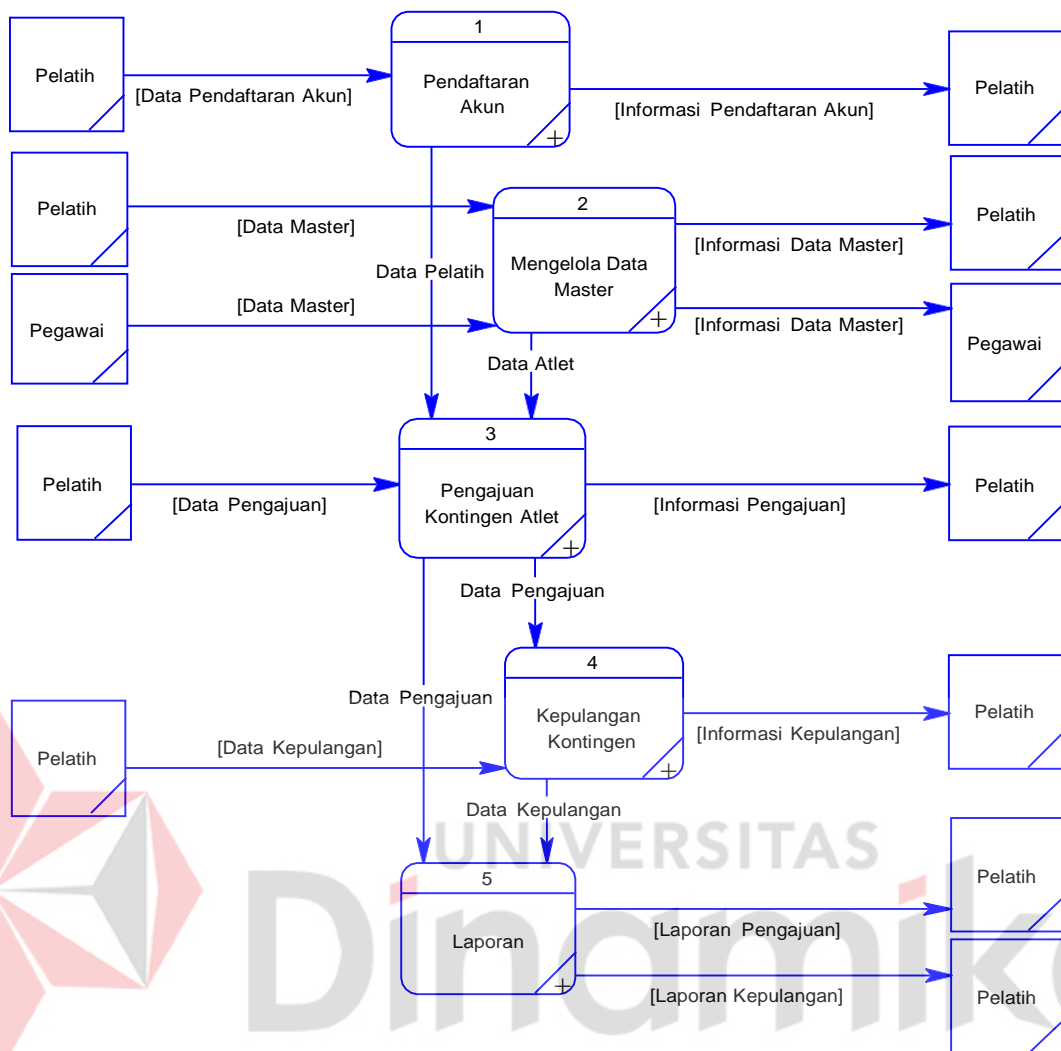 1
Pelatih
[Data Pendaftaran Akun]
Pendaftaran
Akun
[Informasi Pendaftaran Akun]
Pelatih
Pelatih
[Data Master]
2
Mengelola Data
Master
[Informasi Data Master]
Pelatih
Data Pelatih
Pegawai
[Data Master]
[Informasi Data Master]
Pegawai
Data Atlet
3
Pelatih
[Data Pengajuan]
Pengajuan
Kontingen Atlet
[Informasi Pengajuan]
Pelatih
Data Pengajuan
4
Data Pengajuan
Pelatih
[Data Kepulangan]
Kepulangan
Kontingen
[Informasi Kepulangan]
Pelatih
Data Kepulangan
UNIVERSITAS
Dinamika
5
Laporan
[Laporan Pengajuan]
Pelatih
[Laporan Kepulangan]
Pelatih